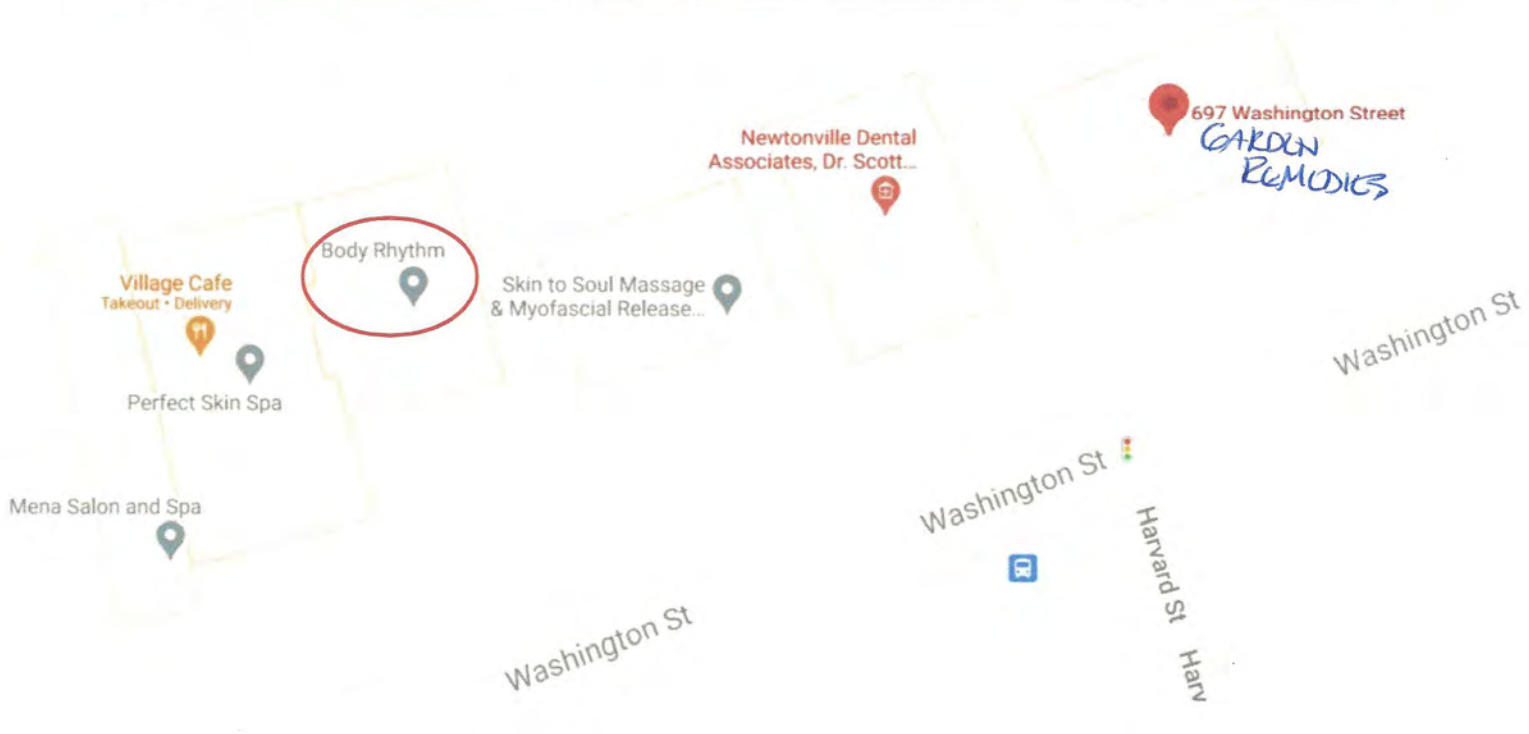 697 Washington Street
GARDEN
REMEDIES
Newtonville Dental
Associates, Dr. Scott...
Body Rhythm
Village Cafe
Takeout • Delivery
Skin to Soul Massage
& Myofascial Release...
Perfect Skin Spa
Washington St
Washington St
Mena Salon and Spa
Harvard St
Washington St
Harv